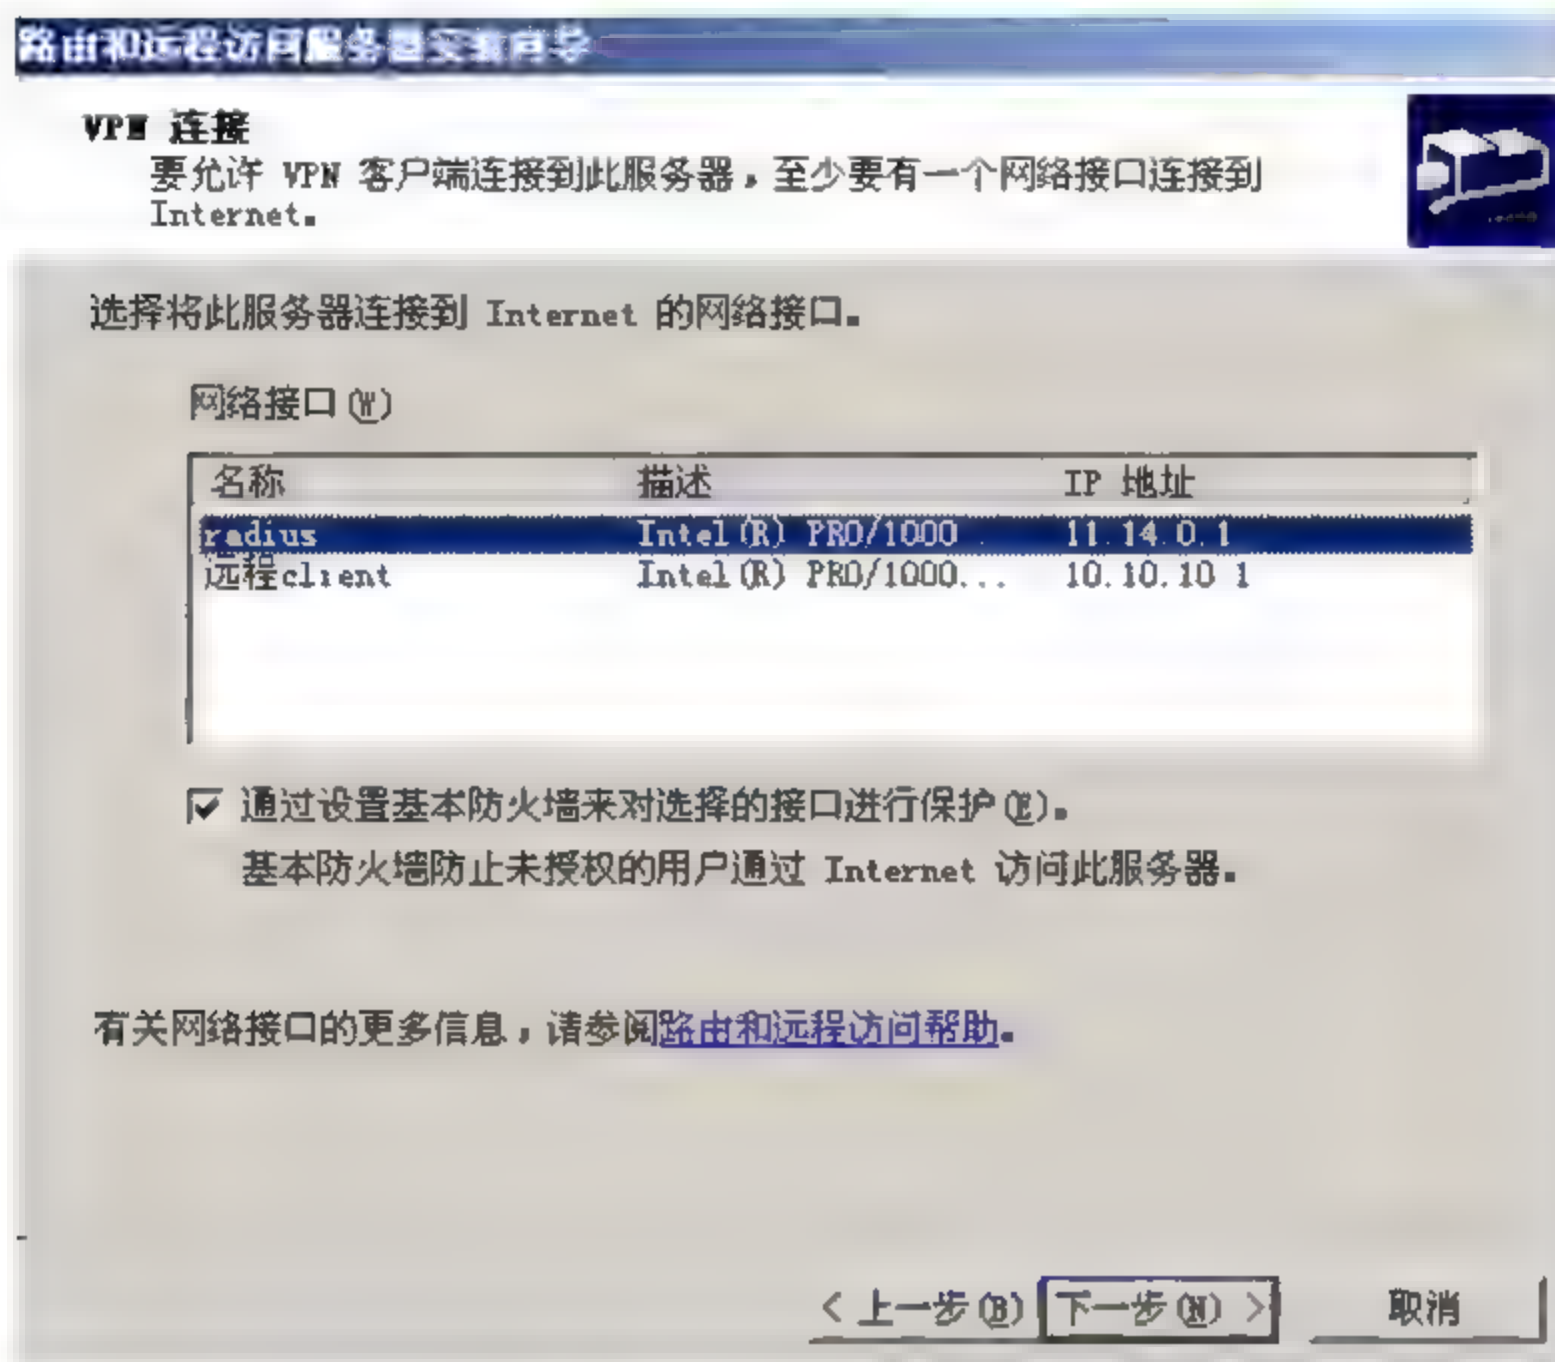 路由和远程访问服务器安装向导
VPN 连接
要允许 VPN 客户端连接到此服务器，至少要有一个网络接口连接到
Internet。
选择将此服务器连接到 Internet 的网络接口。
网络接口(W)
名称 描述 IP 地址
radius Intel(R) PRO/1000... 11.14.0.1
远程client Intel(R) PRO/1000... 10.10.10.1
通过设置基本防火墙来对选择的接口进行保护(E)。
基本防火墙防止未授权的用户通过 Internet 访问此服务器。
有关网络接口的更多信息，请参阅路由和远程访问帮助。
< 上一步(B) 下一步(N) > 取消